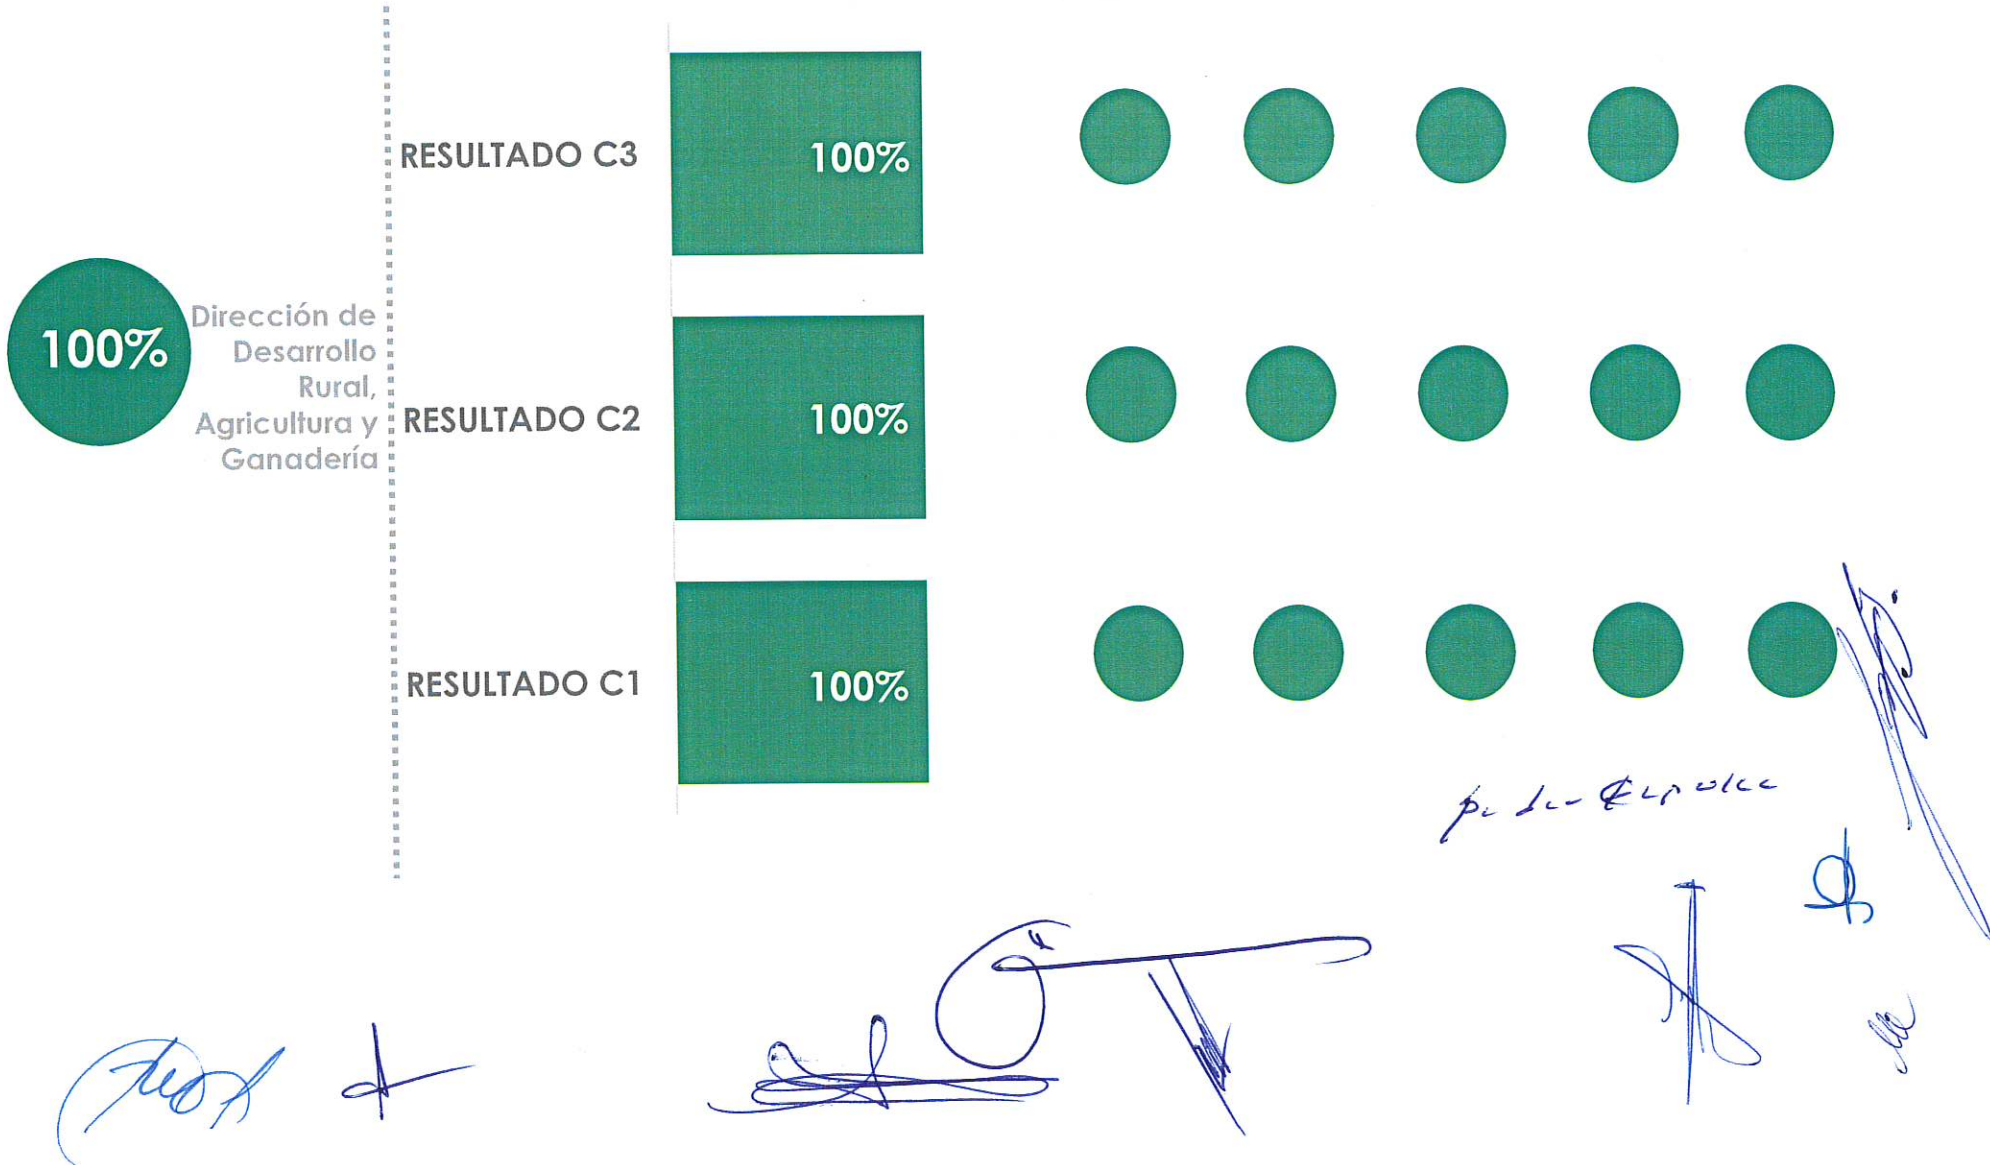 RESULTADO C3
100%
100%
Dirección de
Desarrollo
Rural,
Agricultura y
Ganadería
RESULTADO C2
100%
RESULTADO C1
100%